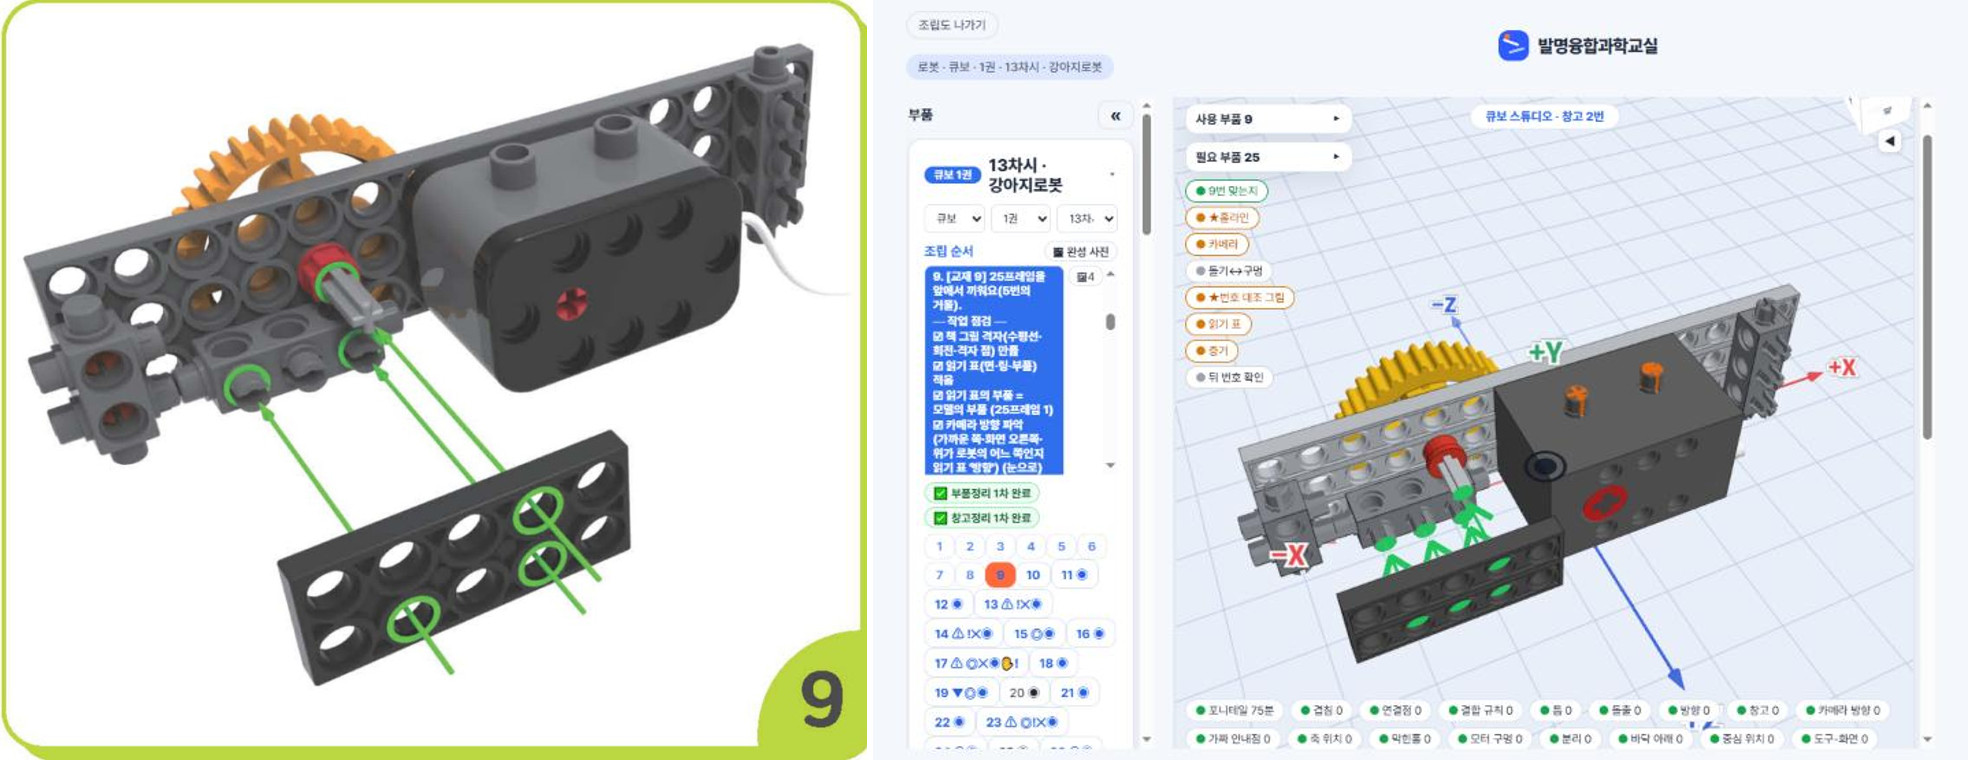 9
조립도 나가기
로봇 · 큐보 · 1권 · 13차시 · 강아지로봇
발명융합과학교실
부품
«
큐보 1권
13차시 ·
강아지로봇
큐보
1권
13차
조립 순서
완성 사진
9. [교재 9] 25프레임을
앞에서 끼워요(5번의
거울).
— 작업 점검 —
☑ 책 그림 격자(수평선·
회전·격자 점) 만듦
☑ 읽기 표(면·링·부품)
적음
☑ 읽기 표의 부품 =
모델의 부품 (25프레임 1)
☑ 카메라 방향 파악
(가까운 쪽·화면 오른쪽·
위가 로봇의 어느 쪽인지
읽기 표 '방향') (눈으로)
4
✅ 부품정리 1차 완료
✅ 창고정리 1차 완료
1 2 3 4 5 6
7 8 9 10 11
12 13 ⚠!X
14 ⚠!X 15 16
17 ⚠ X ! 18
19 ▼ 20 21
22 23 ⚠ !X
사용 부품 9
필요 부품 25
큐보 스튜디오 · 창고 2번
9번 맞는지
★홀라인
카메라
돌기↔구멍
★번호 대조 그림
읽기 표
증거
뒤 번호 확인
−Z
+Y
+X
−X
포니테일 75분
겹침 0
연결점 0
결합 규칙 0
틈 0
돌출 0
방향 0
창고 0
카메라 방향 0
가짜 안내점 0
축 위치 0
막힌홀 0
모터 구멍 0
분리 0
바닥 아래 0
중심 위치 0
도구-화면 0